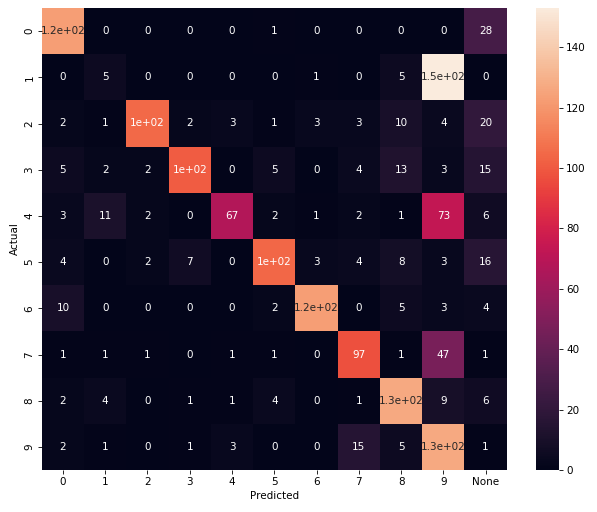 0 1.2e+02 0 0 0 0 1 0 0 0 0 28
1 0 5 0 0 0 0 1 0 5 1.5e+02 0
2 2 1 1e+02 2 3 1 3 3 10 4 20
3 5 2 2 1e+02 0 5 0 4 13 3 15
4 3 11 2 0 67 2 1 2 1 73 6
5 4 0 2 7 0 1e+02 3 4 8 3 16
6 10 0 0 0 0 2 1.2e+02 0 5 3 4
7 1 1 1 0 1 1 0 97 1 47 1
8 2 4 0 1 1 4 0 1 1.3e+02 9 6
9 2 1 0 1 3 0 0 15 5 1.3e+02 1
0 1 2 3 4 5 6 7 8 9 None
Predicted
Actual
140
120
100
80
60
40
20
0